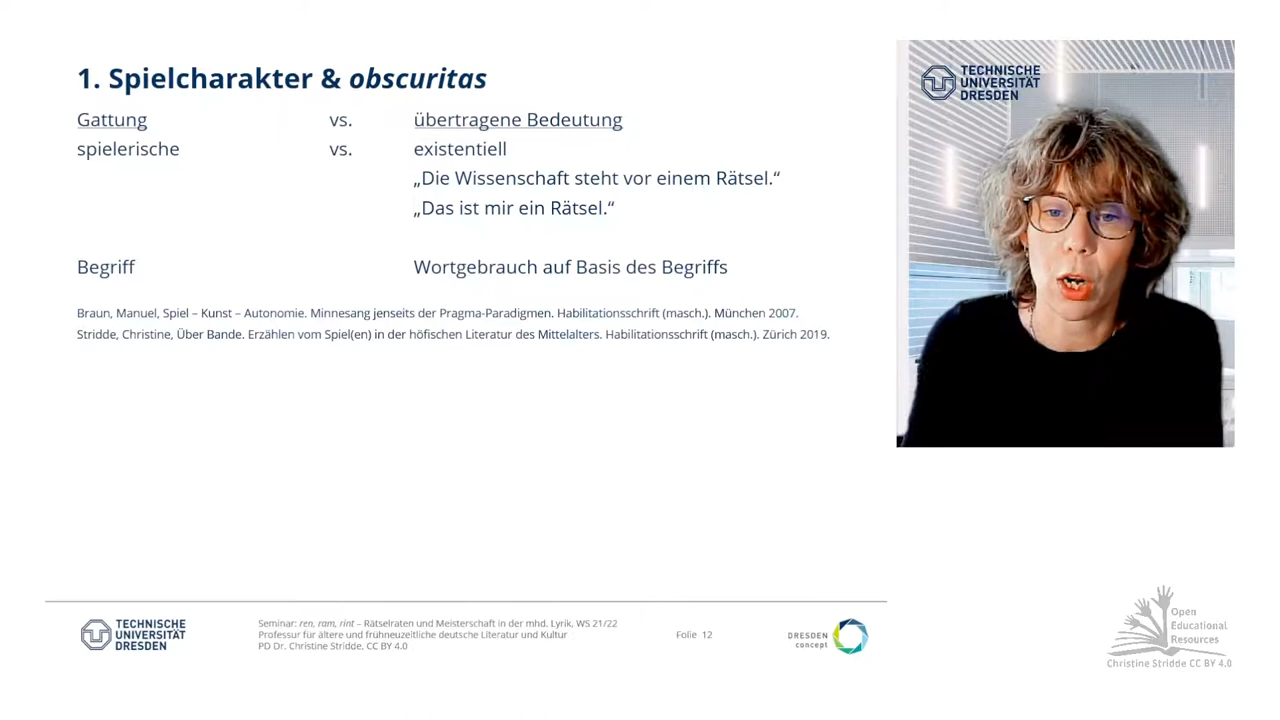 1. Spielcharakter & obscuritas
Gattung vs. übertragene Bedeutung
spielerische vs. existentiell
„Die Wissenschaft steht vor einem Rätsel.“
„Das ist mir ein Rätsel.“
Begriff Wortgebrauch auf Basis des Begriffs
Braun, Manuel, Spiel – Kunst – Autonomie. Minnesang jenseits der Pragma-Paradigmen. Habilitationsschrift (masch.). München 2007.
Stridde, Christine, Über Bande. Erzählen vom Spiel(en) in der höfischen Literatur des Mittelalters. Habilitationsschrift (masch.). Zürich 2019.
TECHNISCHE
UNIVERSITÄT
DRESDEN
TECHNISCHE
UNIVERSITÄT
DRESDEN
Seminar: ren, ram, rint – Rätselraten und Meisterschaft in der mhd. Lyrik, WS 21/22
Professur für ältere und frühneuzeitliche deutsche Literatur und Kultur
PD Dr. Christine Stridde, CC BY 4.0
Folie 12
DRESDEN
concept
Open
Educational
Resources
Christine Stridde CC BY 4.0